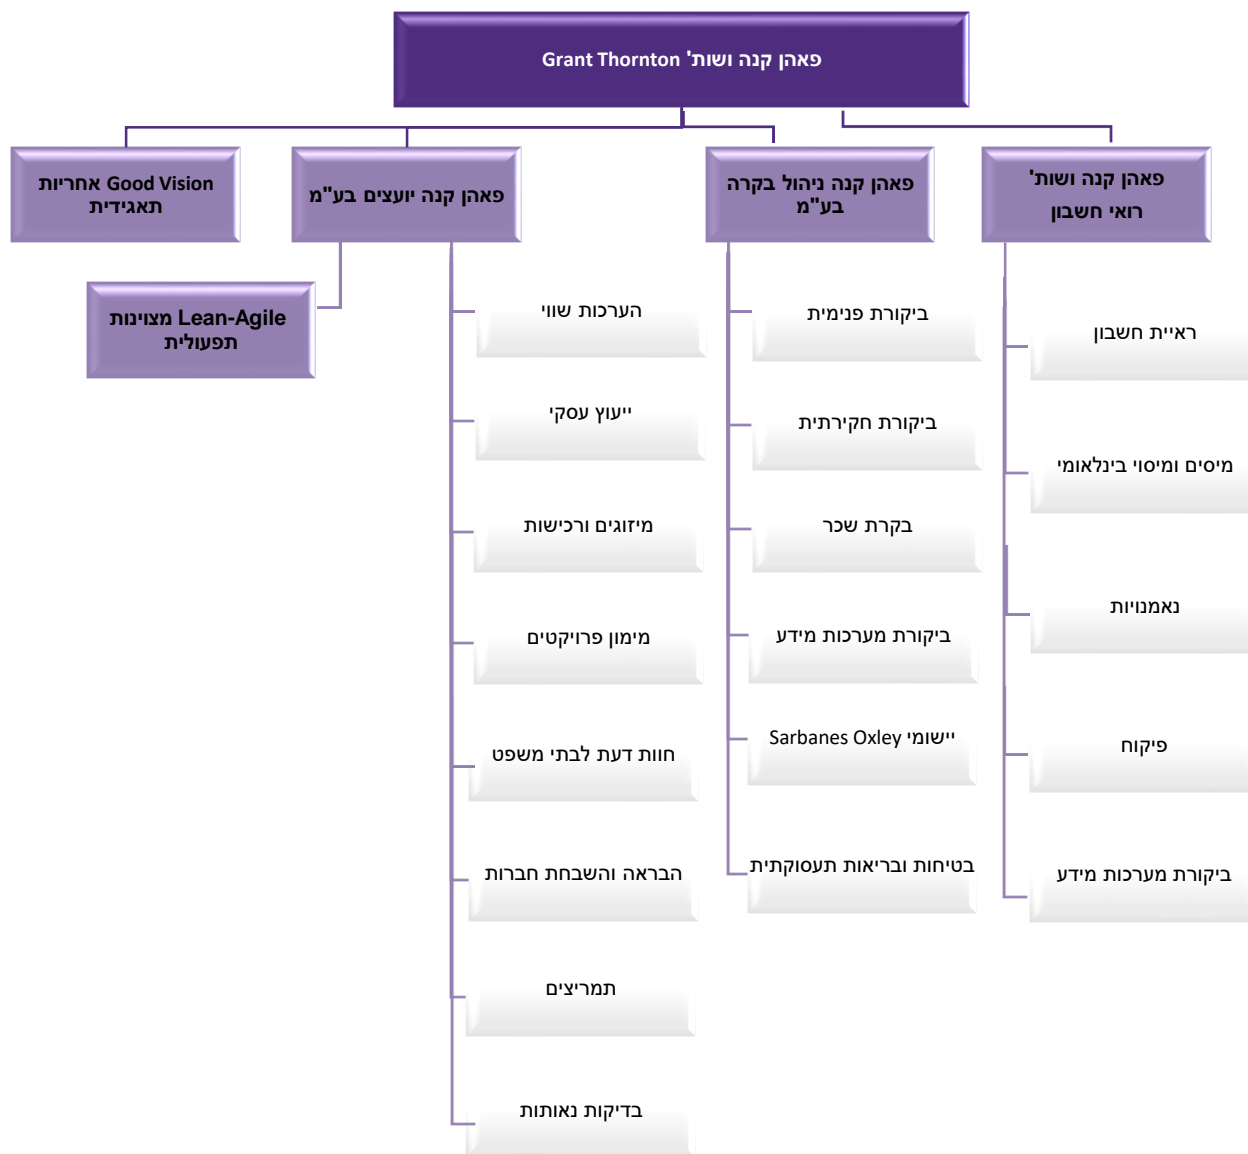 פאהן קנה ושות' Grant Thornton
פאהן קנה ושות'
רואי חשבון
ראיית חשבון
מיסים ומיסוי בינלאומי
נאמנויות
פיקוח
ביקורת מערכות מידע
פאהן קנה ניהול בקרה
בע"מ
ביקורת פנימית
ביקורת חקירתית
בקרת שכר
ביקורת מערכות מידע
יישומי Sarbanes Oxley
בטיחות ובריאות תעסוקתית
פאהן קנה יועצים בע"מ
הערכות שווי
ייעוץ עסקי
מיזוגים ורכישות
מימון פרויקטים
חוות דעת לבתי משפט
הבראה והשבחת חברות
תמריצים
בדיקות נאותות
Lean-Agile מצוינות
תפעולית
Good Vision אחריות
תאגידית